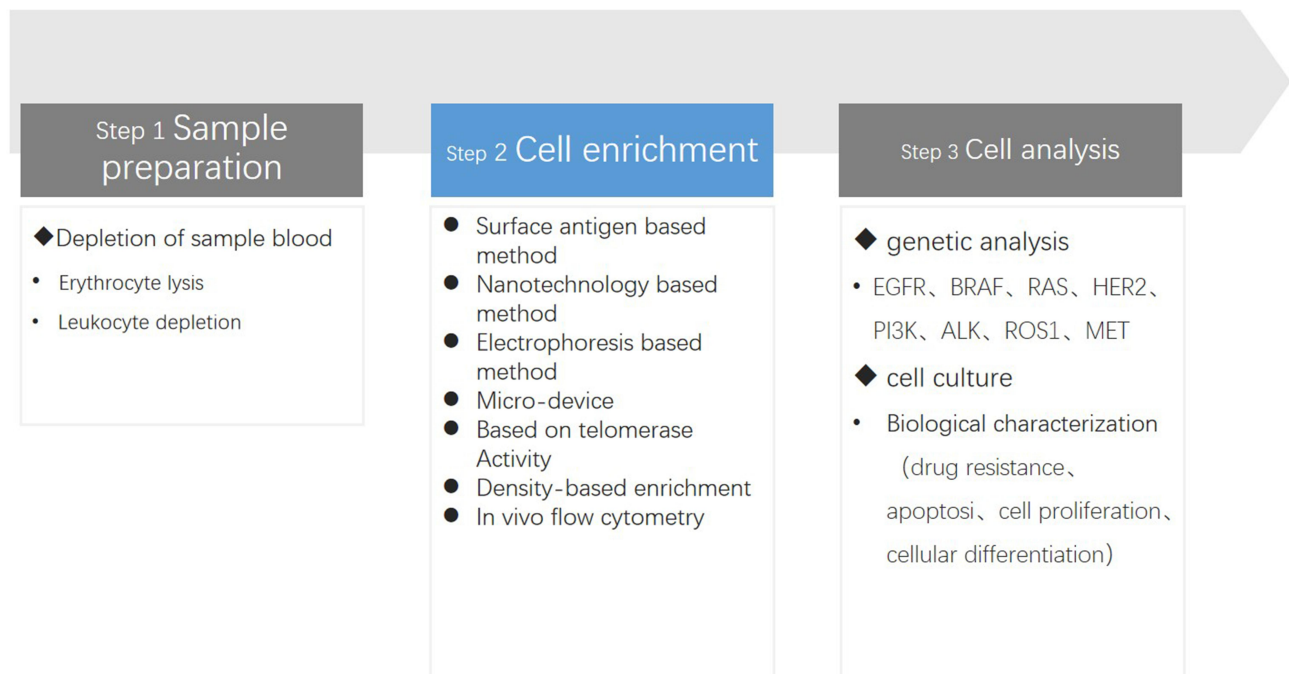 Step 1 Sample
preparation
◆Depletion of sample blood
• Erythrocyte lysis
• Leukocyte depletion
Step 2 Cell enrichment
● Surface antigen based
method
● Nanotechnology based
method
● Electrophoresis based
method
● Micro-device
● Based on telomerase
Activity
● Density-based enrichment
● In vivo flow cytometry
Step 3 Cell analysis
◆ genetic analysis
• EGFR、BRAF、RAS、HER2、
PI3K、ALK、ROS1、MET
◆ cell culture
• Biological characterization
（drug resistance、
apoptosi、cell proliferation、
cellular differentiation）